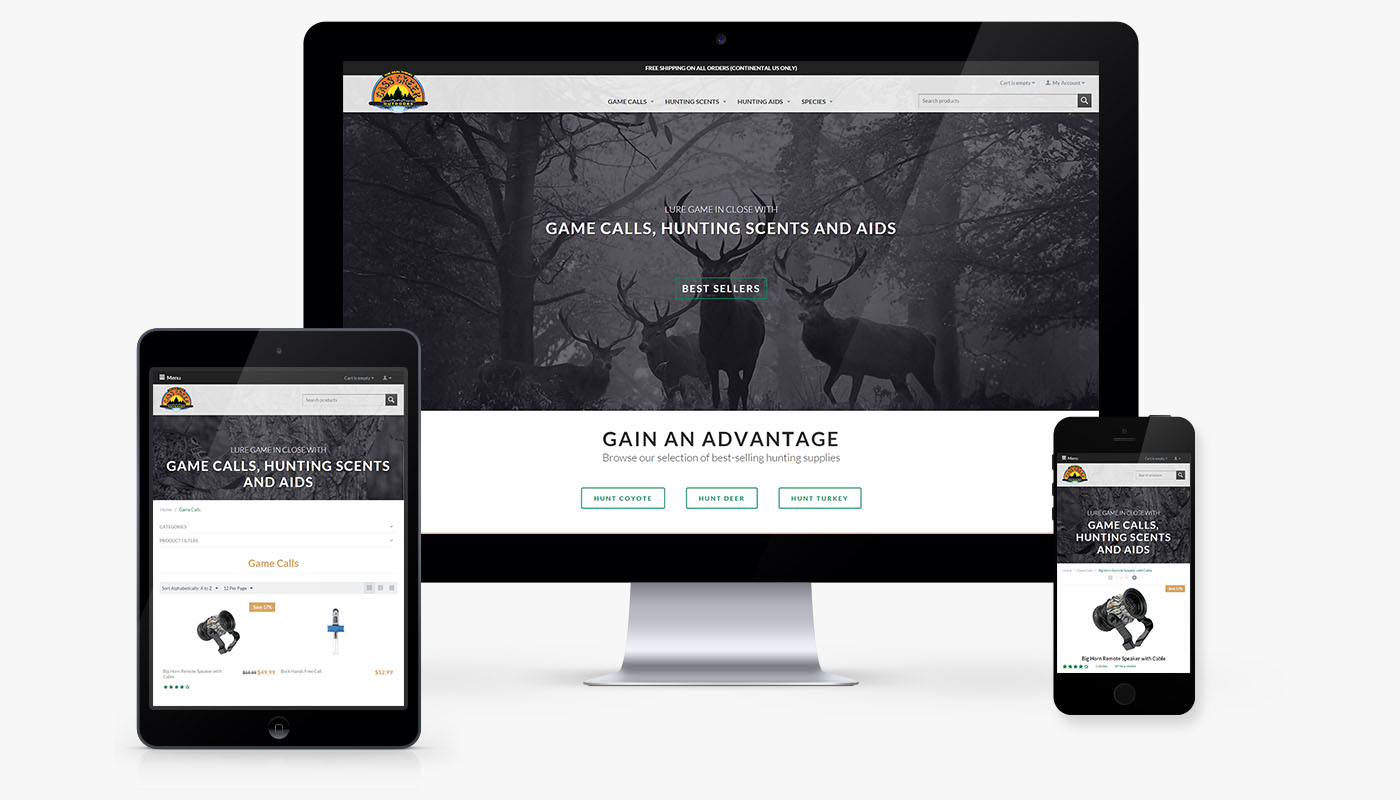 FREE SHIPPING ON ALL ORDERS (CONTINENTAL US ONLY)
Cart is empty
My Account
OUTDOORS
GAME CALLS
HUNTING SCENTS
HUNTING AIDS
SPECIES
Search products
LURE GAME IN CLOSE WITH
GAME CALLS, HUNTING SCENTS AND AIDS
BEST SELLERS
GAIN AN ADVANTAGE
Browse our selection of best-selling hunting supplies
HUNT COYOTE
HUNT DEER
HUNT TURKEY
Menu
Cart is empty
Search products
LURE GAME IN CLOSE WITH
GAME CALLS, HUNTING SCENTS
AND AIDS
Home / Game Calls
CATEGORIES
PRODUCT FILTERS
Game Calls
Sort Alphabetically: A to Z
12 Per Page
Save 17%
Big Horn Remote Speaker with
Cable
$49.99
Buck Hands Free Call
$12.99
Menu
Cart is empty
Search products
LURE GAME IN CLOSE WITH
GAME CALLS,
HUNTING SCENTS
AND AIDS
Home / Game Calls / Big Horn Remote Speaker with Cable
Save 17%
Big Horn Remote Speaker with Cable